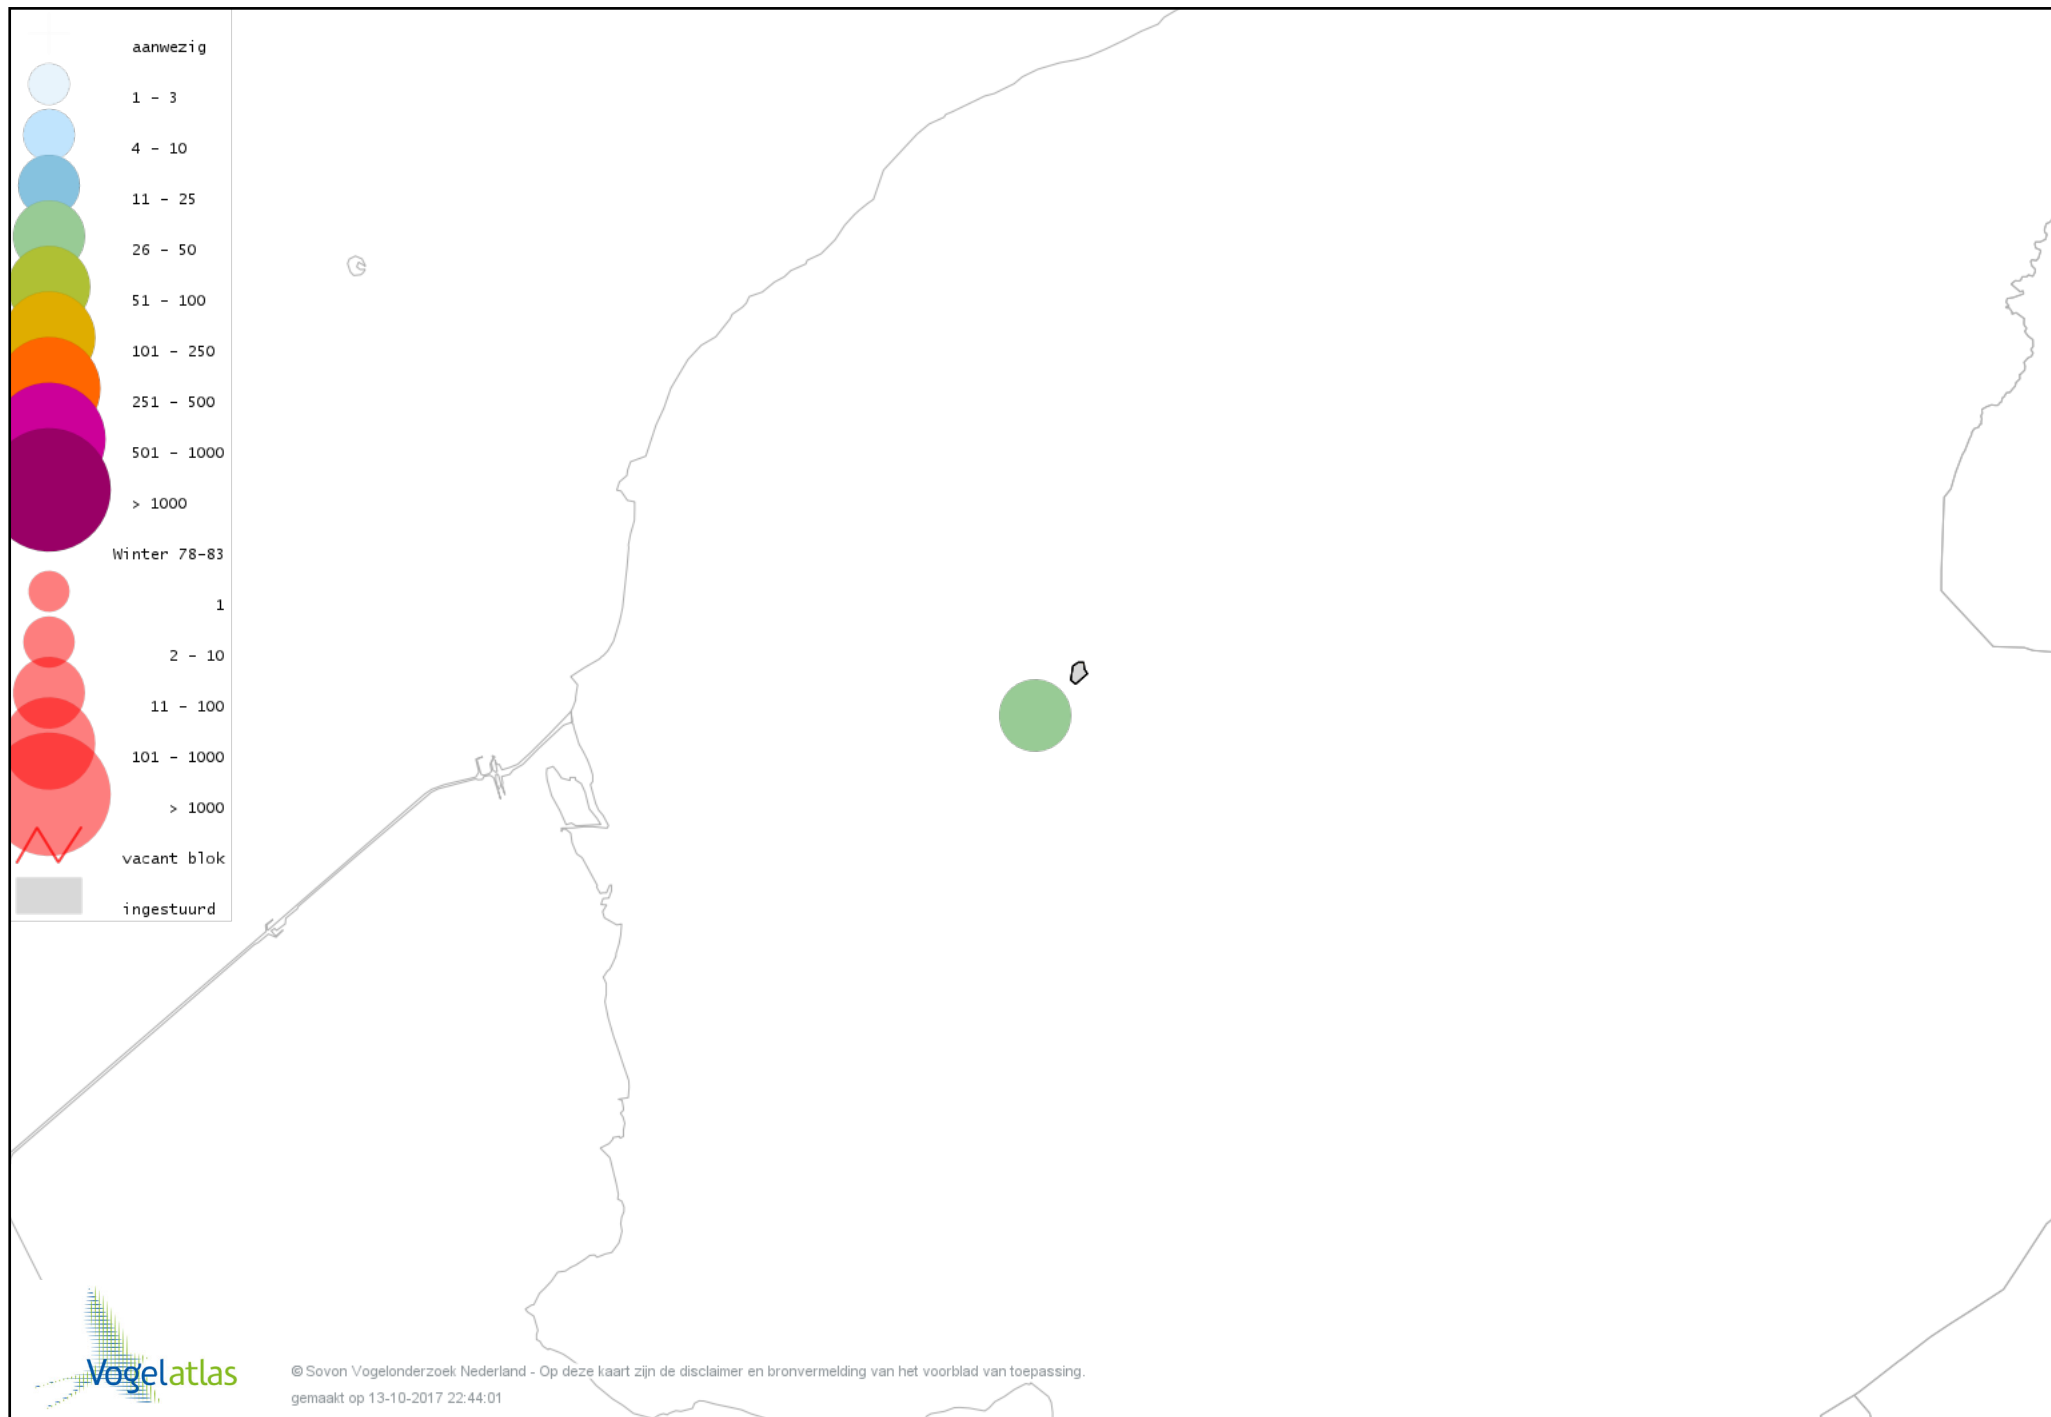 aanwezig
1 - 3
4 - 10
11 - 25
26 - 50
51 - 100
101 - 250
251 - 500
501 - 1000
> 1000
Winter 78-83
1
2 - 10
11 - 100
101 - 1000
> 1000
vacant blok
ingestuurd
Vogelatlas
© Sovon Vogelonderzoek Nederland - Op deze kaart zijn de disclaimer en bronvermelding van het voorblad van toepassing.
gemaakt op 13-10-2017 22:44:01